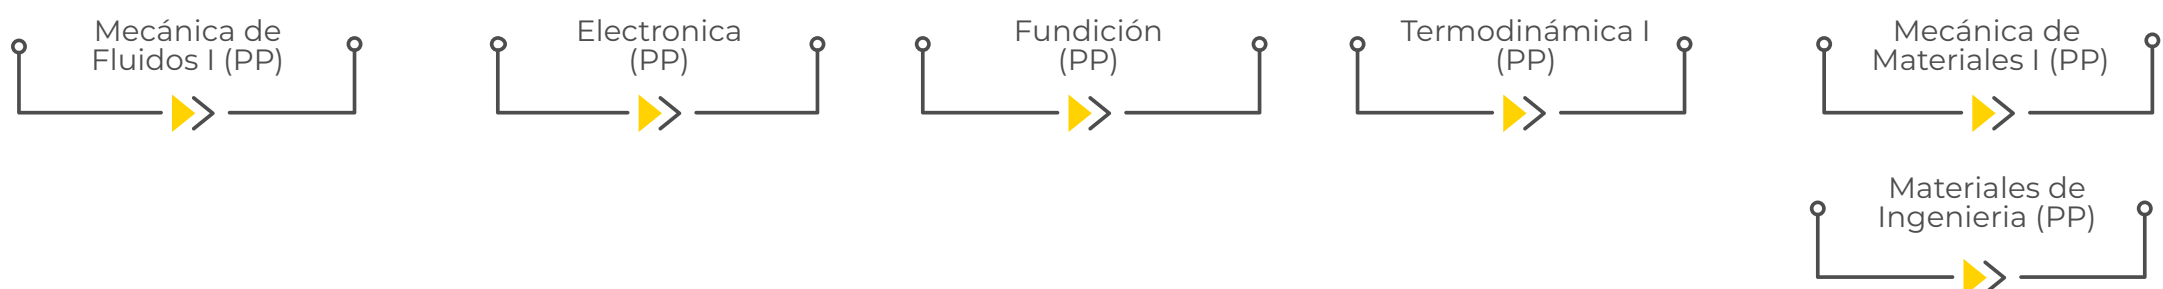 Mecánica de
Fluidos I (PP)
Electronica
(PP)
Fundición
(PP)
Termodinámica I
(PP)
Mecánica de
Materiales I (PP)
Materiales de
Ingenieria (PP)